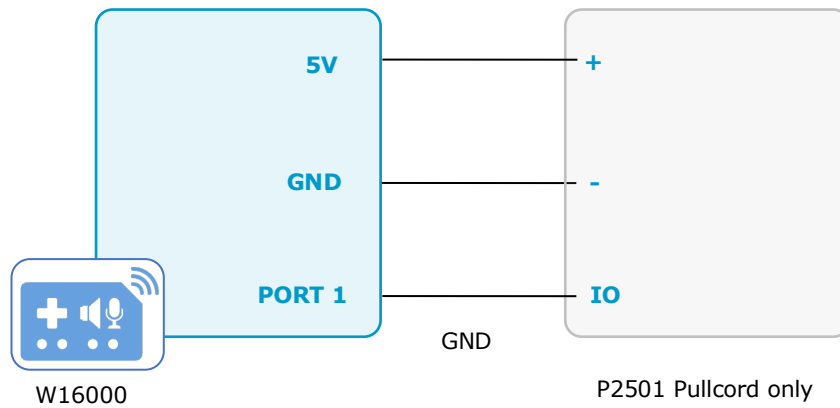 5V +
GND -
PORT 1 IO
GND
W16000 P2501 Pullcord only